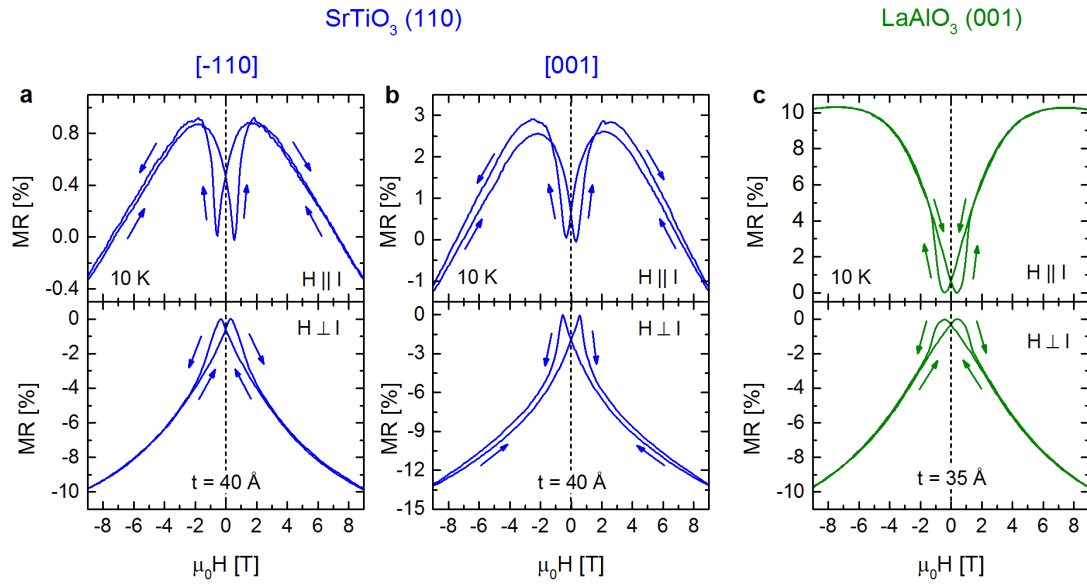 SrTiO3 (110)
LaAlO3 (001)
[-110]
[001]
a
b
c
MR [%]
0.8
0.4
0.0
-0.4
10 K
H || I
MR [%]
3
2
1
0
-1
10 K
H || I
MR [%]
10
8
6
4
2
0
10 K
H || I
MR [%]
0
-2
-4
-6
-8
-10
H ⊥ I
t = 40 Å
-8 -6 -4 -2 0 2 4 6 8
μ0H [T]
MR [%]
0
-3
-6
-9
-12
-15
H ⊥ I
t = 40 Å
-8 -6 -4 -2 0 2 4 6 8
μ0H [T]
MR [%]
0
-2
-4
-6
-8
-10
H ⊥ I
t = 35 Å
-8 -6 -4 -2 0 2 4 6 8
μ0H [T]